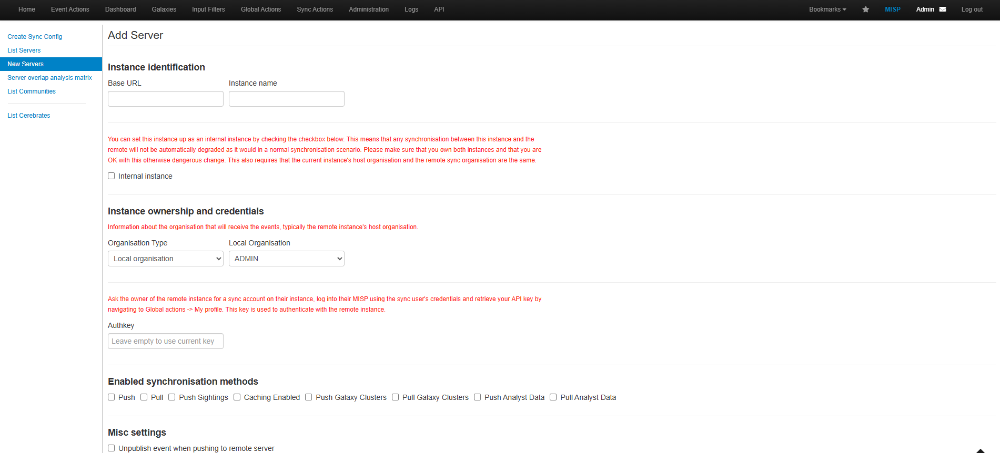 Home Event Actions Dashboard Galaxies Input Filters Global Actions Sync Actions Administration Logs API Bookmarks MISP Admin Log out
Create Sync Config
List Servers
New Servers
Server overlap analysis matrix
List Communities
List Cerebrates
Add Server
Instance identification
Base URL Instance name
You can set this instance up as an internal instance by checking the checkbox below. This means that any synchronisation between this instance and the
remote will not be automatically degraded as it would in a normal synchronisation scenario. Please make sure that you own both instances and that you are
OK with this otherwise dangerous change. This also requires that the current instance's host organisation and the remote sync organisation are the same.
Internal instance
Instance ownership and credentials
Information about the organisation that will receive the events, typically the remote instance's host organisation.
Organisation Type Local Organisation
Local organisation ADMIN
Ask the owner of the remote instance for a sync account on their instance, log into their MISP using the sync user's credentials and retrieve your API key by
navigating to Global actions -> My profile. This key is used to authenticate with the remote instance.
Authkey
Leave empty to use current key
Enabled synchronisation methods
Push Pull Push Sightings Caching Enabled Push Galaxy Clusters Pull Galaxy Clusters Push Analyst Data Pull Analyst Data
Misc settings
Unpublish event when pushing to remote server